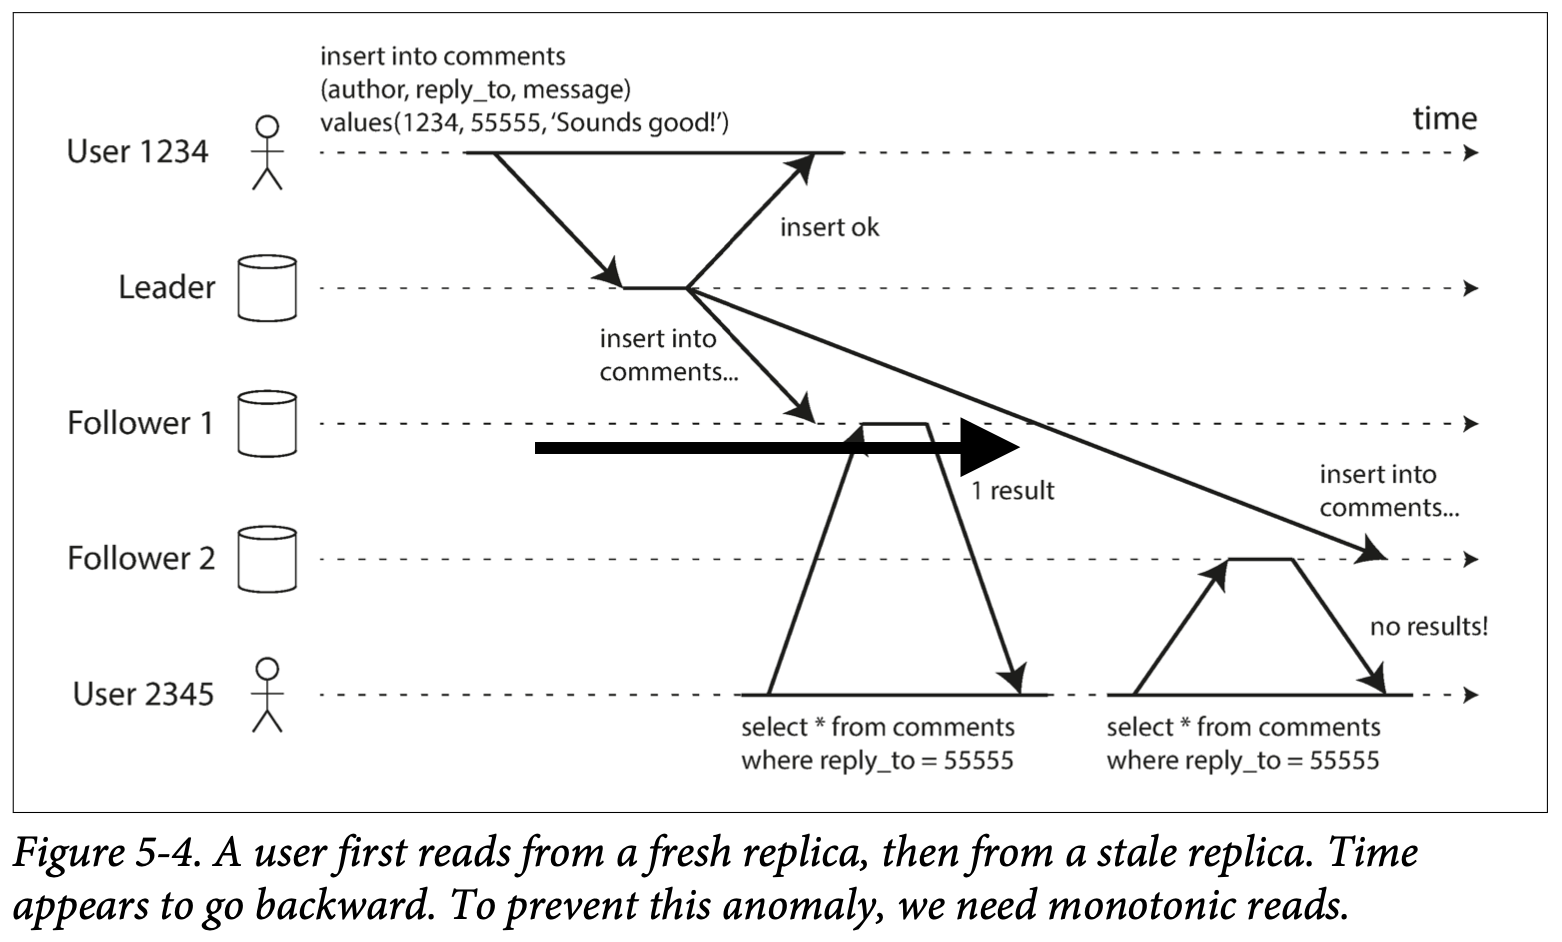 insert into comments
(author, reply_to, message)
values(1234, 55555, ‘Sounds good!’)
time
User 1234
insert ok
Leader
insert into
comments...
Follower 1
1 result
insert into
comments...
Follower 2
no results!
User 2345
select * from comments
where reply_to = 55555
select * from comments
where reply_to = 55555
Figure 5-4. A user first reads from a fresh replica, then from a stale replica. Time
appears to go backward. To prevent this anomaly, we need monotonic reads.